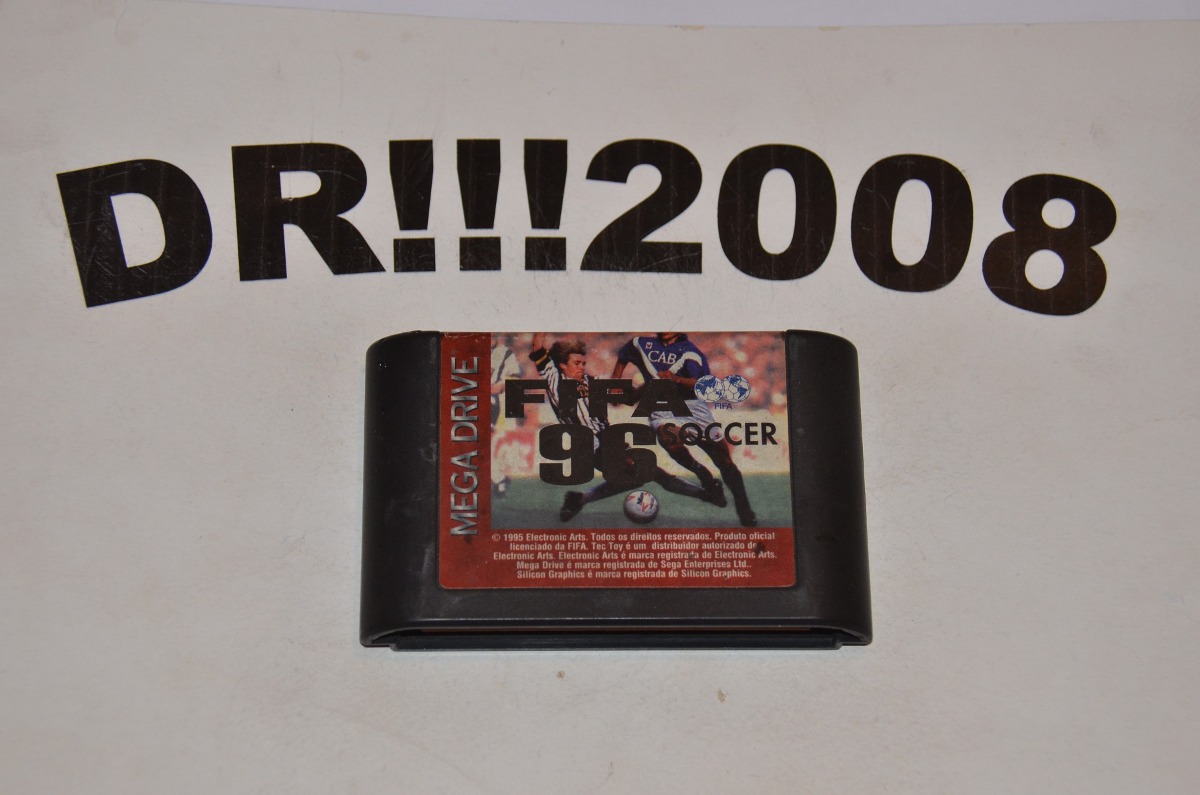 DR!!!2008
MEGA DRIVE
CAB
FIFA
FIFA
96 SOCCER
© 1995 Electronic Arts. Todos os direitos reservados. Produto oficial
licenciado da FIFA. Tec Toy é um distribuidor autorizado de
Electronic Arts. Electronic Arts é marca registrada de Electronic Arts.
Mega Drive é marca registrada de Sega Enterprises Ltd..
Silicon Graphics é marca registrada de Silicon Graphics.